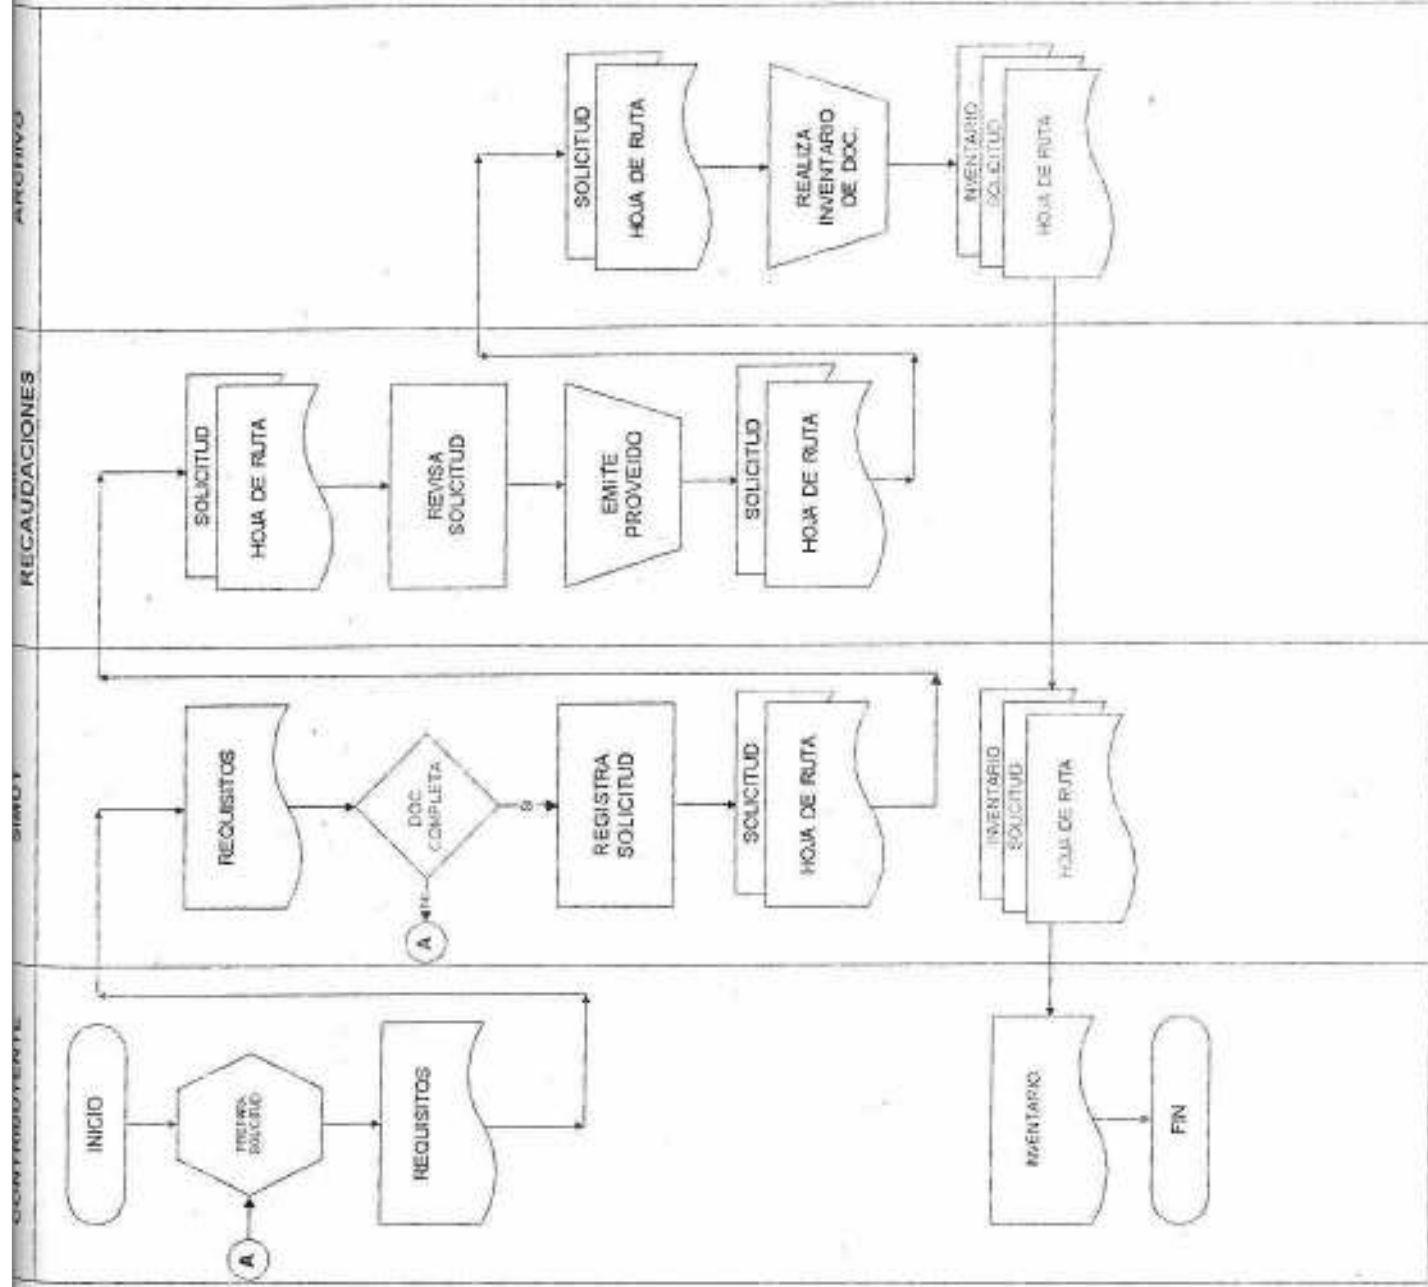 CONTRIBUYENTE
INICIO
PREPARA
SOLICITUD
A
REQUISITOS
INVENTARIO
FIN
REQUISITOS
DOC.
COMPLETA
A
SI
REGISTRA
SOLICITUD
SOLICITUD
HOJA DE RUTA
INVENTARIO
SOLICITUD
HOJA DE RUTA
RECAUDACIONES
SOLICITUD
HOJA DE RUTA
REVISA
SOLICITUD
EMITE
PROVEIDO
SOLICITUD
HOJA DE RUTA
ARCHIVO
SOLICITUD
HOJA DE RUTA
REALIZA
INVENTARIO
DE DOC.
INVENTARIO
SOLICITUD
HOJA DE RUTA